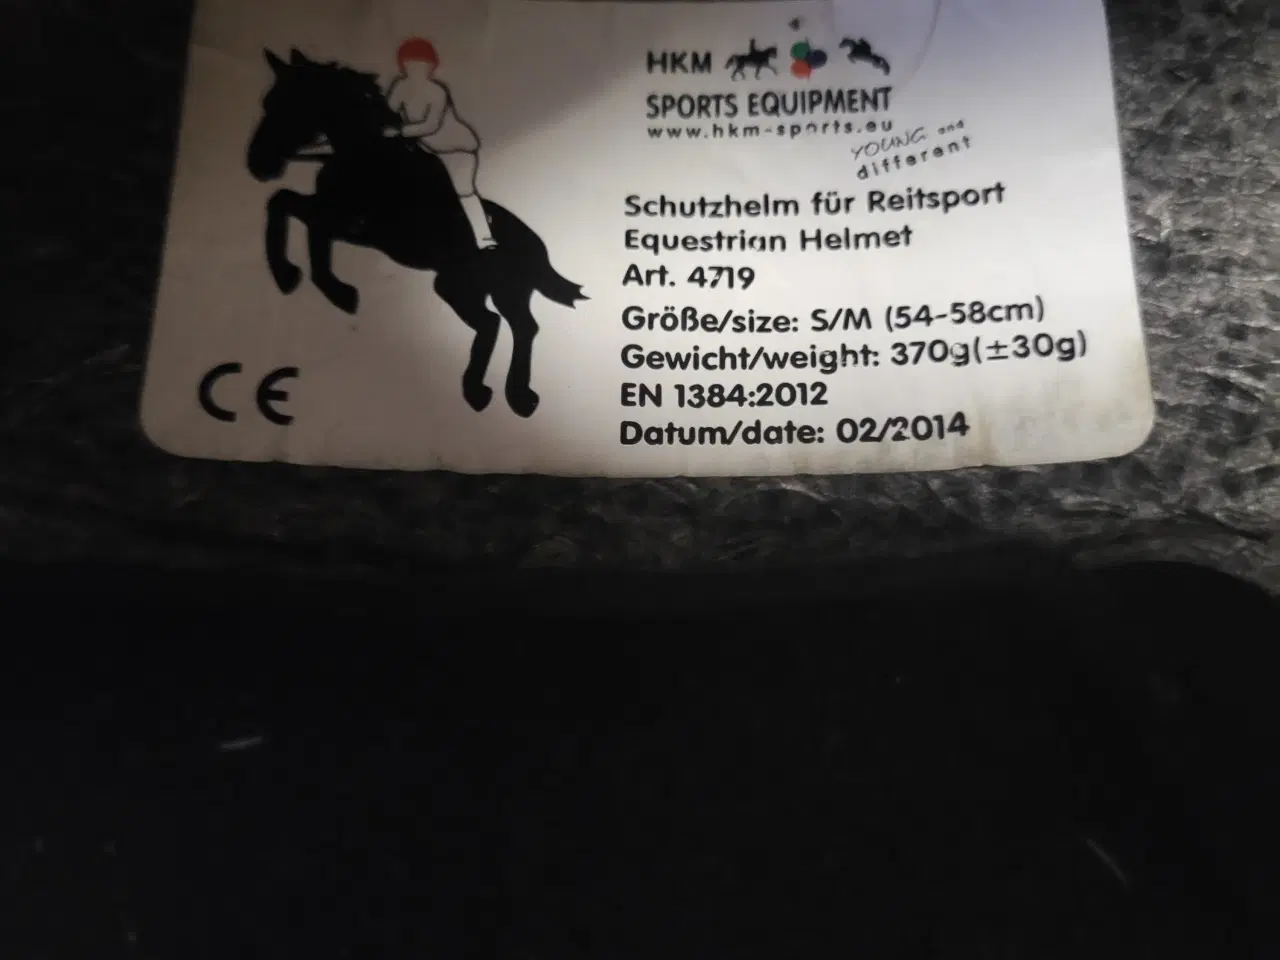 HKM
SPORTS EQUIPMENT
www.hkm-sports.eu
YOUNG and
different
Schutzhelm für Reitsport
Equestrian Helmet
Art. 4719
Größe/size: S/M (54-58cm)
Gewicht/weight: 370g(±30g)
EN 1384:2012
Datum/date: 02/2014
CE